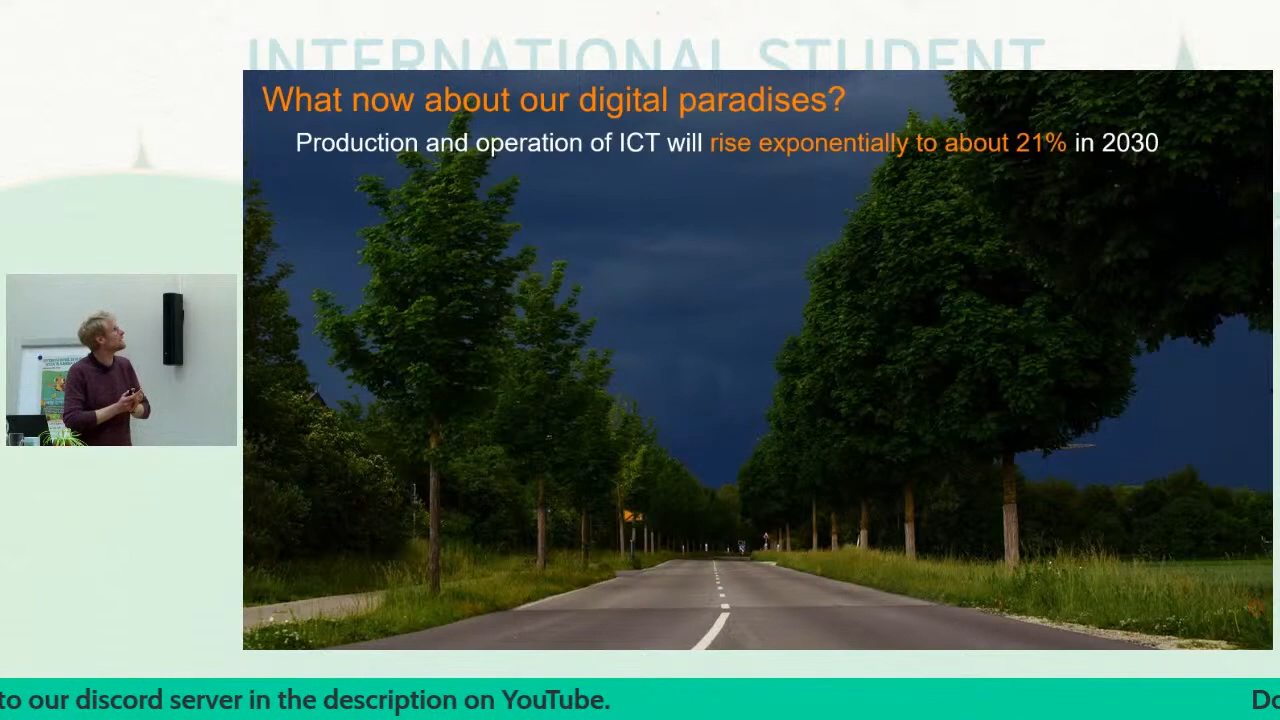 INTERNATIONAL STUDENT
What now about our digital paradises?
Production and operation of ICT will rise exponentially to about 21% in 2030
to our discord server in the description on YouTube.